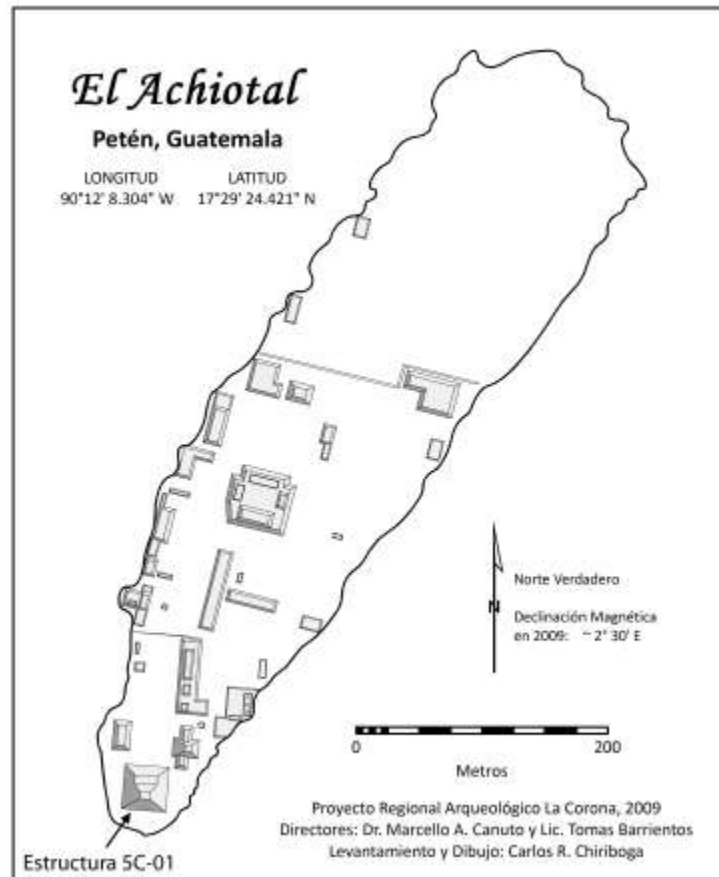 El Achiotal
Petén, Guatemala
LONGITUD LATITUD
90°12' 8.304" W 17°29' 24.421" N
Norte Verdadero
N
Declinación Magnética
en 2009: ~ 2° 30' E
0 200
Metros
Proyecto Regional Arqueológico La Corona, 2009
Directores: Dr. Marcello A. Canuto y Lic. Tomas Barrientos
Levantamiento y Dibujo: Carlos R. Chiriboga
Estructura 5C-01